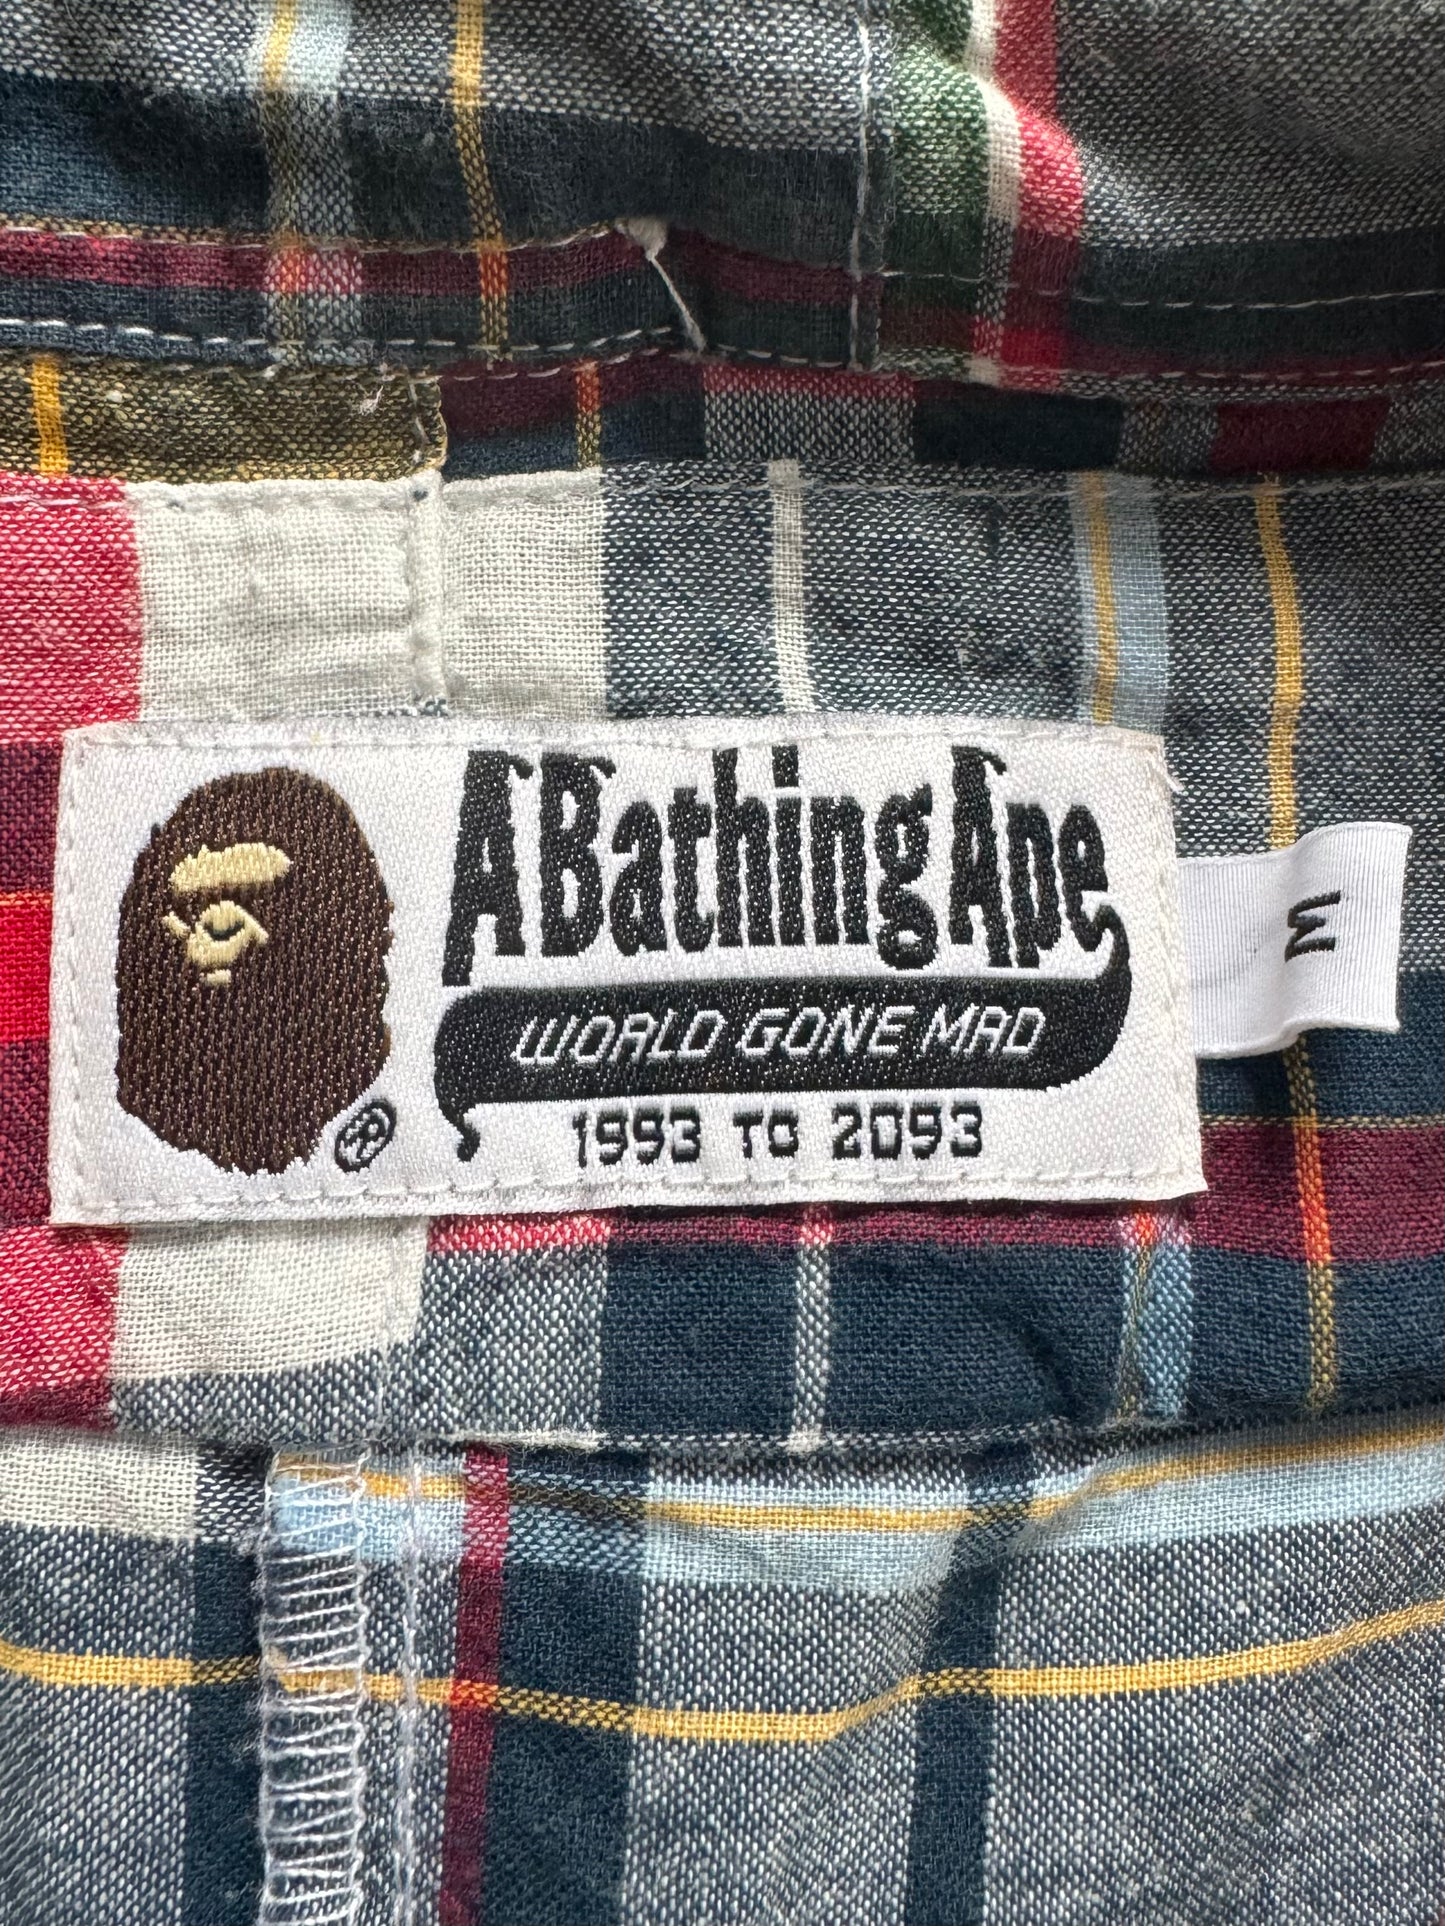 A Bathing Ape
WORLD GONE MAD
®
1993 TO 2093
M